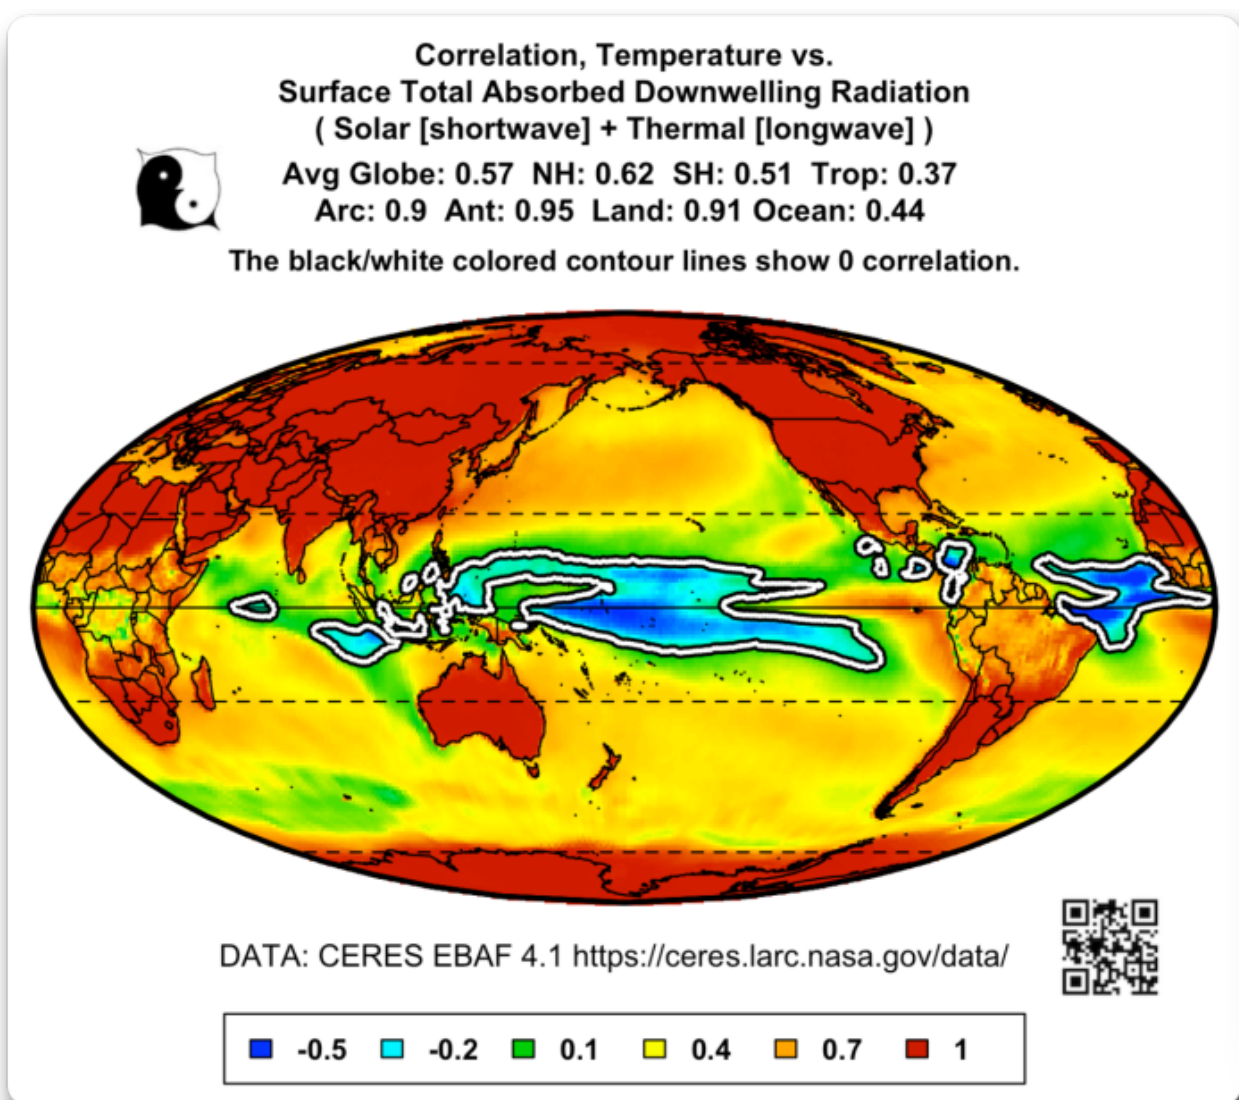 Correlation, Temperature vs.
Surface Total Absorbed Downwelling Radiation
( Solar [shortwave] + Thermal [longwave] )
Avg Globe: 0.57 NH: 0.62 SH: 0.51 Trop: 0.37
Arc: 0.9 Ant: 0.95 Land: 0.91 Ocean: 0.44
The black/white colored contour lines show 0 correlation.
DATA: CERES EBAF 4.1 https://ceres.larc.nasa.gov/data/
-0.5 -0.2 0.1 0.4 0.7 1